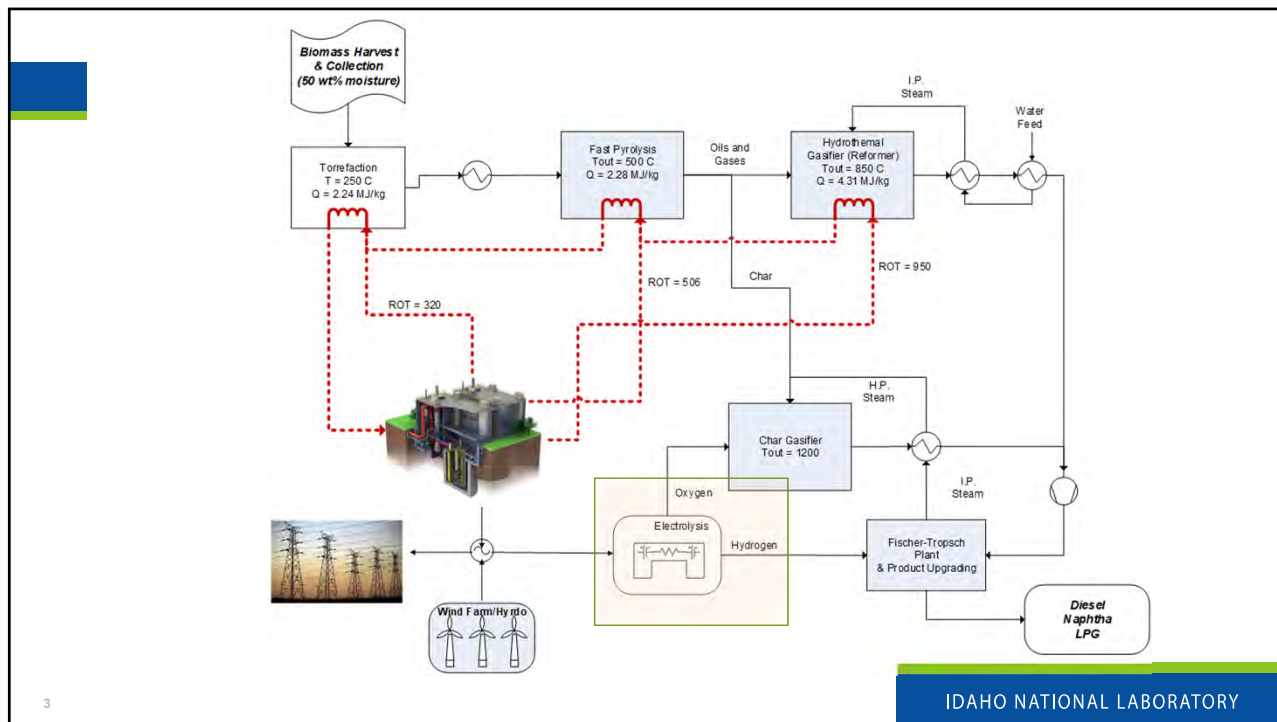 Biomass Harvest
& Collection
(50 wt% moisture)
I.P.
Steam
Water
Feed
Torrefaction
T = 250 C
Q = 2.24 MJ/kg
Fast Pyrolysis
Tout = 500 C
Q = 2.28 MJ/kg
Oils and
Gases
Hydrothemal
Gasifier (Reformer)
Tout = 850 C
Q = 4.31 MJ/kg
ROT = 320
ROT = 506
ROT = 950
Char
H.P.
Steam
Char Gasifier
Tout = 1200
I.P.
Steam
Oxygen
Electrolysis
Hydrogen
Fischer-Tropsch
Plant
& Product Upgrading
Wind Farm/Hyrdo
Diesel
Naphtha
LPG
3
IDAHO NATIONAL LABORATORY